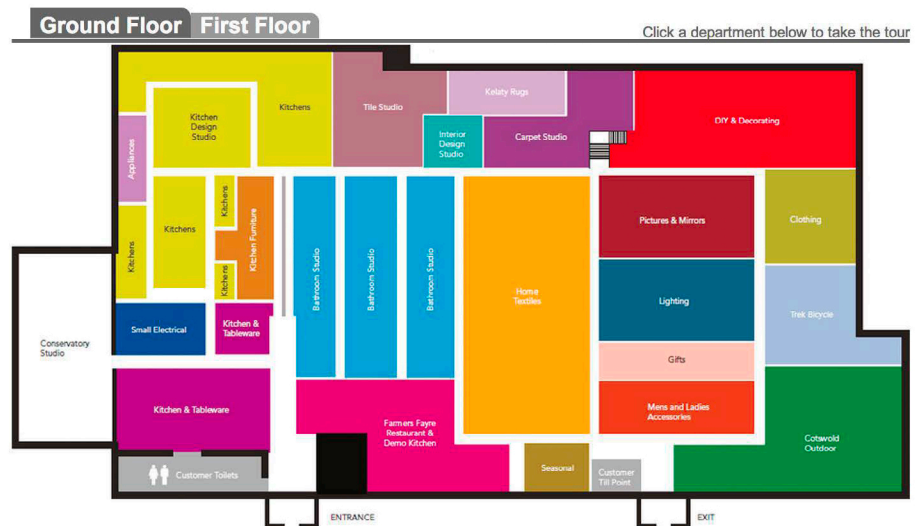 Ground Floor
First Floor
Click a department below to take the tour
Kitchen
Design
Studio
Kitchens
Tile Studio
Kelaty Rugs
Interior
Design
Studio
Carpet Studio
DIY & Decorating
Appliances
Kitchens
Kitchens
Kitchens
Kitchens
Kitchen Furniture
Bathroom Studio
Bathroom Studio
Bathroom Studio
Home
Textiles
Pictures & Mirrors
Clothing
Lighting
Trek Bicycle
Gifts
Mens and Ladies
Accessories
Small Electrical
Kitchen &
Tableware
Conservatory
Studio
Kitchen & Tableware
Farmers Fayre
Restaurant &
Demo Kitchen
Cotswold
Outdoor
Seasonal
Customer
Till Point
Customer Toilets
ENTRANCE
EXIT